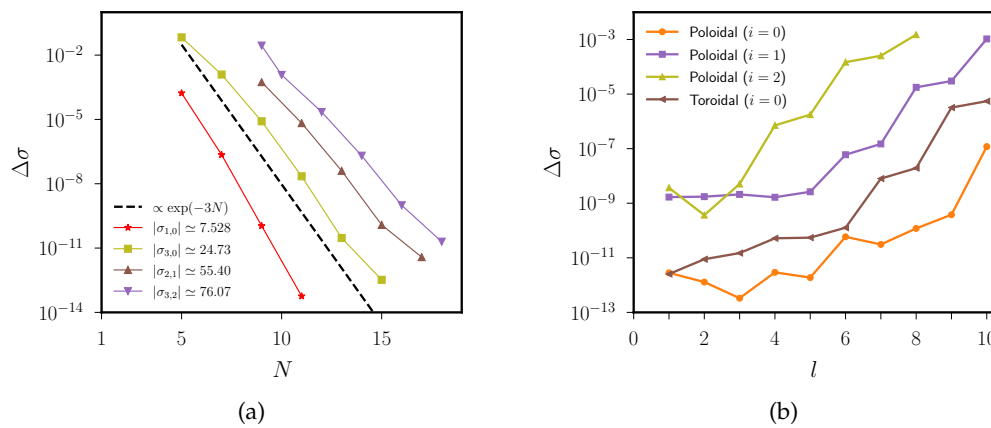 10⁻²
10⁻⁵
10⁻⁸
10⁻¹¹
10⁻¹⁴
Δσ
∝ exp(−3N)
|σ₁,₀| ≃ 7.528
|σ₃,₀| ≃ 24.73
|σ₂,₁| ≃ 55.40
|σ₃,₂| ≃ 76.07
1 5 10 15
N
(a)
10⁻³
10⁻⁵
10⁻⁷
10⁻⁹
10⁻¹¹
10⁻¹³
Δσ
Poloidal (i = 0)
Poloidal (i = 1)
Poloidal (i = 2)
Toroidal (i = 0)
0 2 4 6 8 10
l
(b)